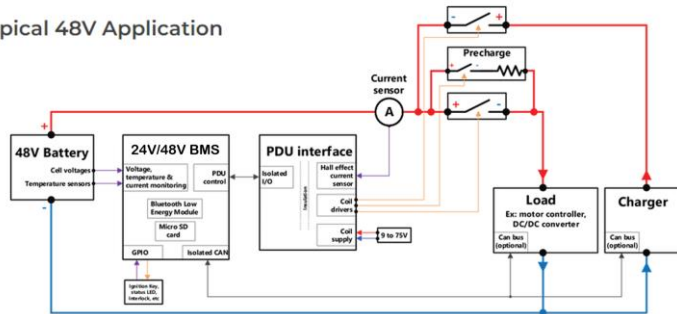 pical 48V Application
- +
Precharge
+ -
Current
sensor
A
+ -
+
48V Battery
Cell voltages
Temperature sensors
-
24V/48V BMS
Voltage,
temperature &
current monitoring
PDU
control
Bluetooth Low
Energy Module
Micro SD
card
GPIO
Isolated CAN
Ignition Key,
status LED,
Interlock, etc
PDU interface
Isolated
I/O
Insulation
Hall effect
current
sensor
Coil
drivers
Coil
supply
9 to 75V
Load
Ex: motor controller,
DC/DC converter
Can bus
(optional)
Charger
Can bus
(optional)